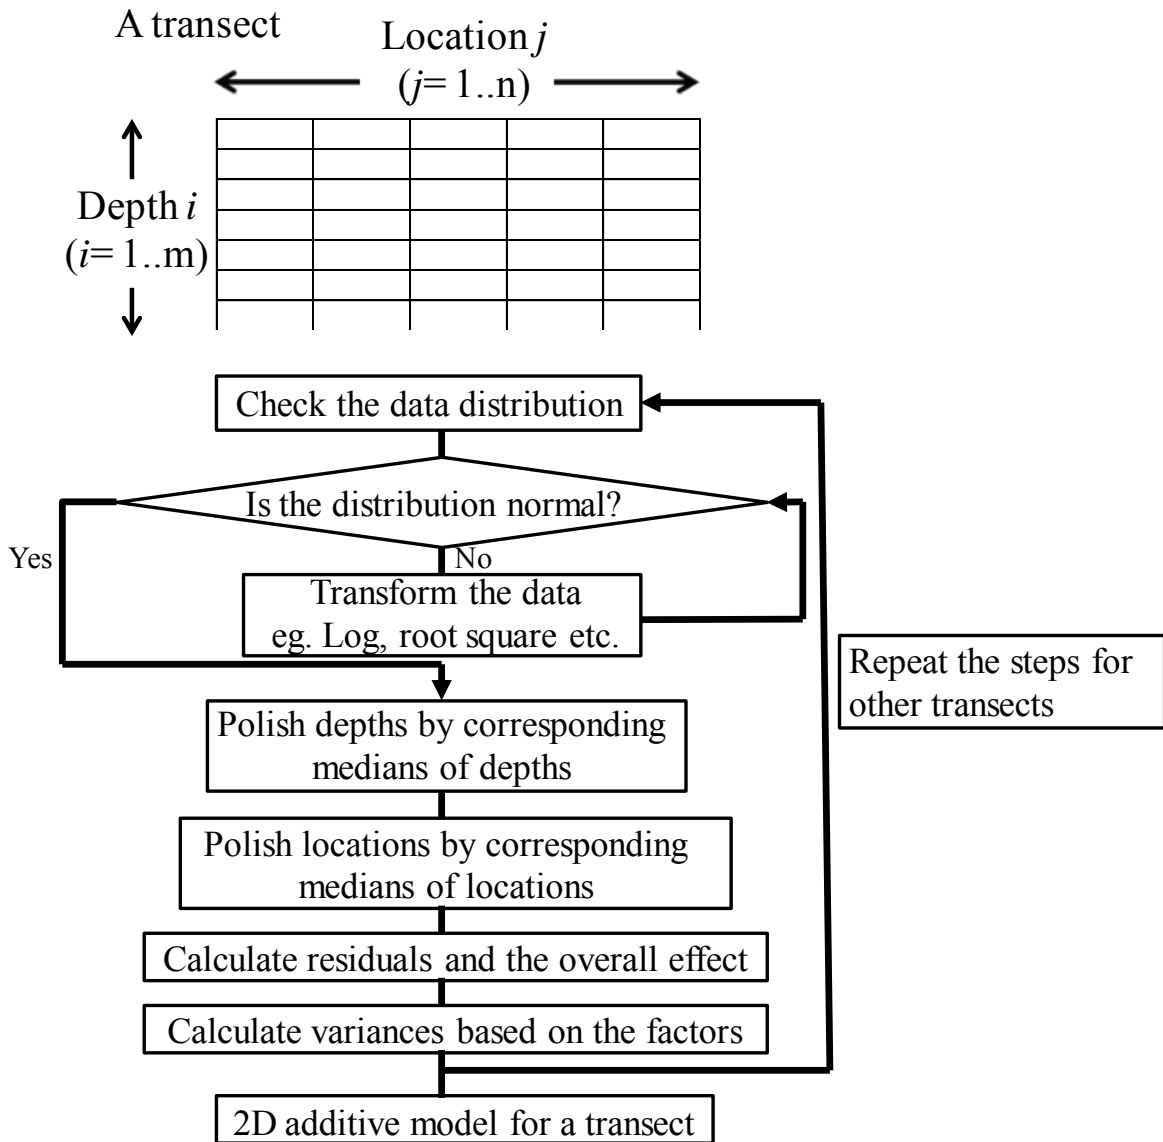 A transect
Location j
(j= 1..n)
Depth i
(i= 1..m)
Check the data distribution
Is the distribution normal?
Yes
No
Transform the data
eg. Log, root square etc.
Repeat the steps for
other transects
Polish depths by corresponding
medians of depths
Polish locations by corresponding
medians of locations
Calculate residuals and the overall effect
Calculate variances based on the factors
2D additive model for a transect